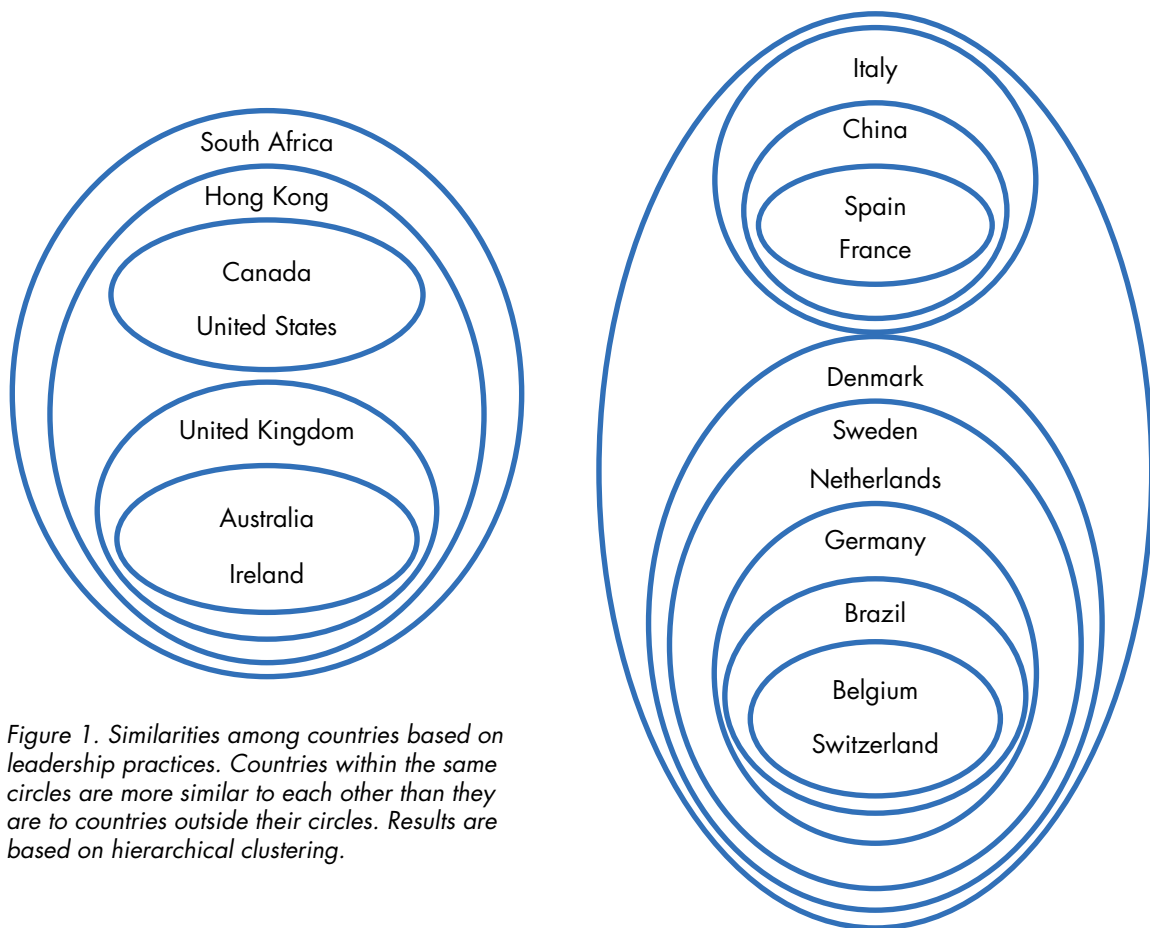 South Africa
Hong Kong
Canada
United States
United Kingdom
Australia
Ireland
Figure 1. Similarities among countries based on
leadership practices. Countries within the same
circles are more similar to each other than they
are to countries outside their circles. Results are
based on hierarchical clustering.
Italy
China
Spain
France
Denmark
Sweden
Netherlands
Germany
Brazil
Belgium
Switzerland